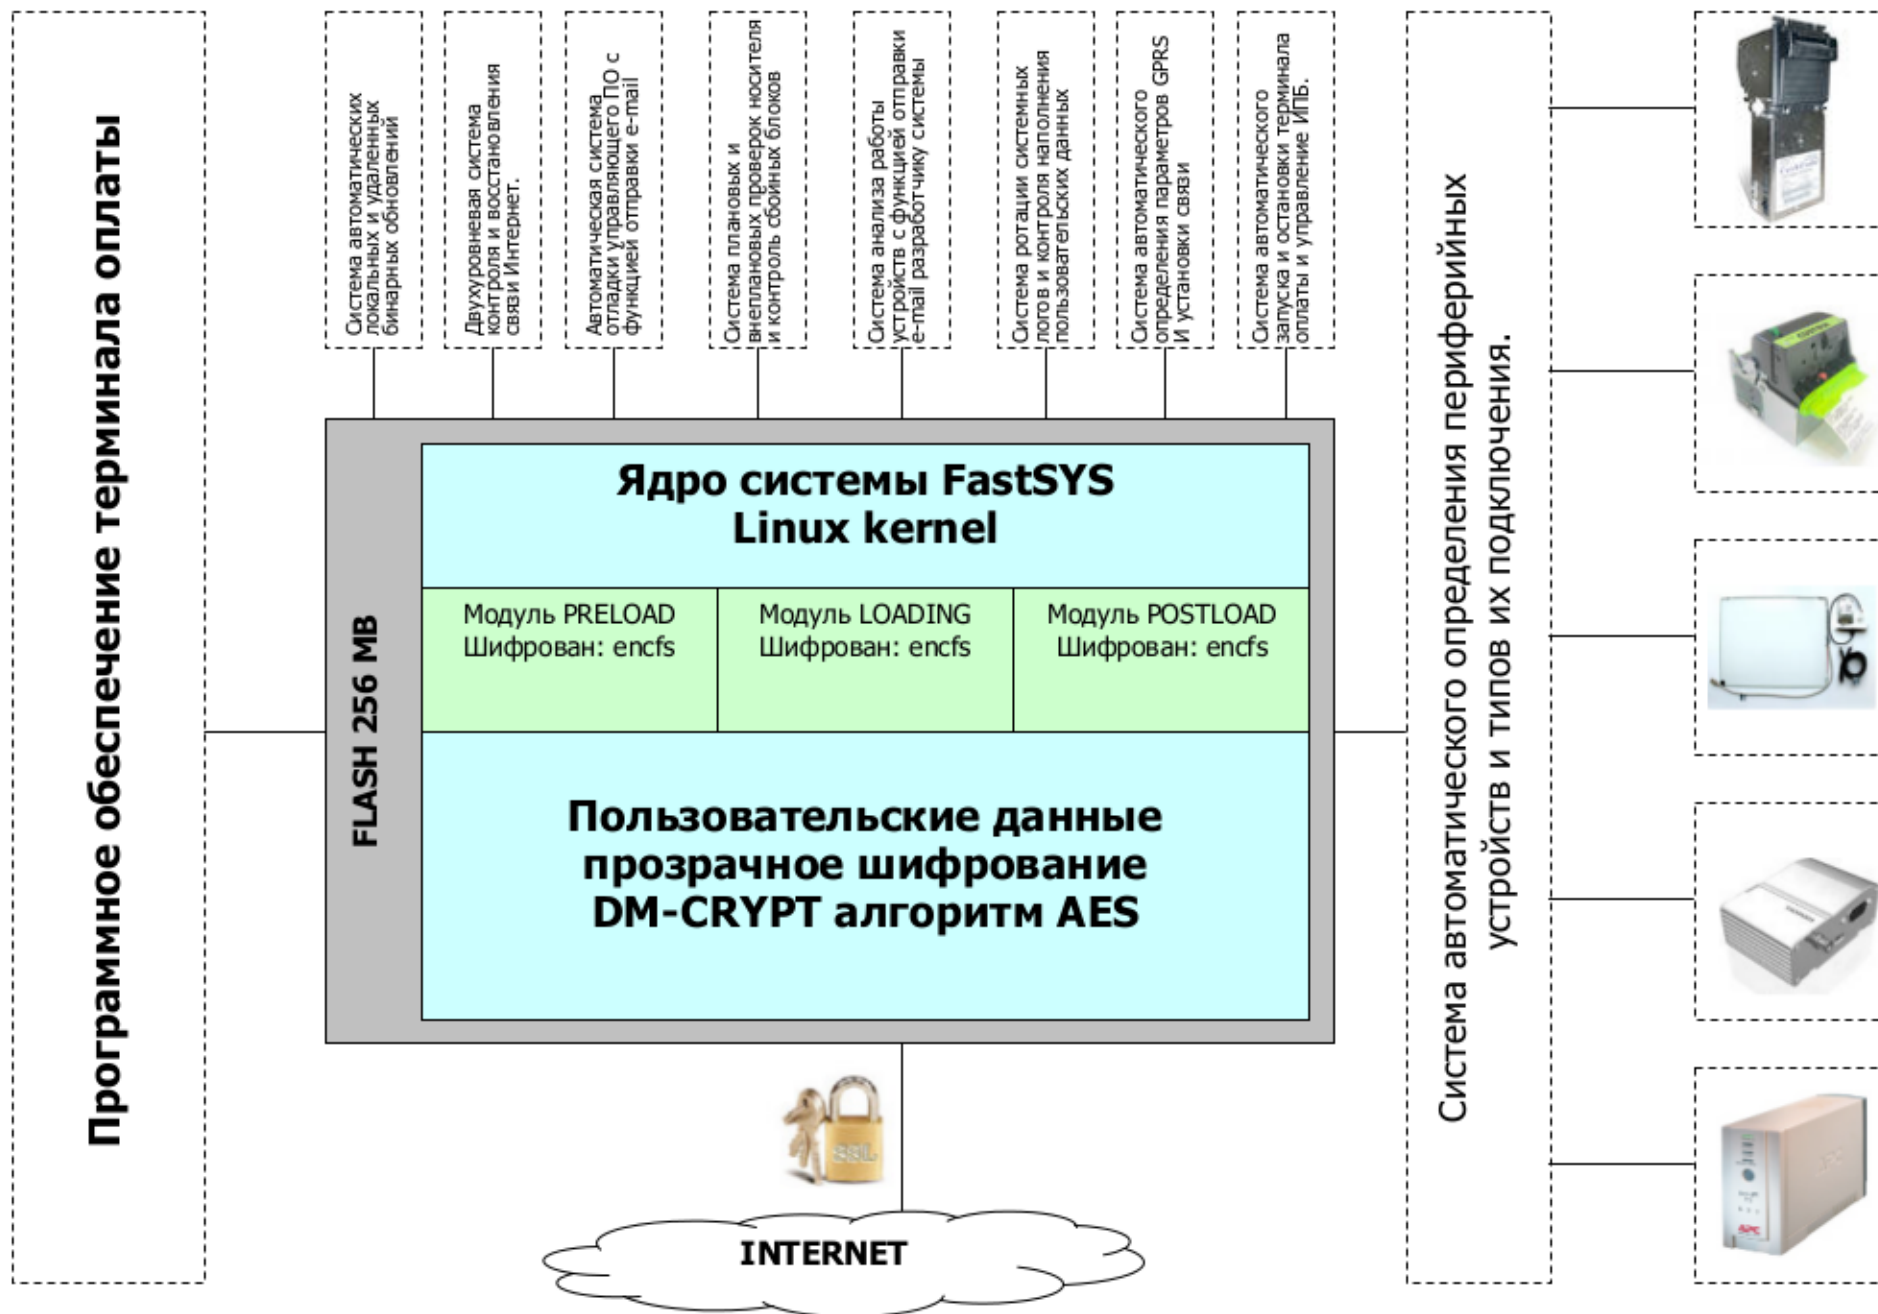 Программное обеспечение терминала оплаты
Система автоматических
локальных и удаленных
бинарных обновлений
Двухуровневая система
контроля и восстановления
связи Интернет.
Автоматическая система
отладки управляющего ПО с
функцией отправки e-mail
Система плановых и
внеплановых проверок носителя
и контроль сбойных блоков
Система анализа работы
устройств с функцией отправки
e-mail разработчику системы
Система ротации системных
логов и контроля наполнения
пользовательских данных
Система автоматического
определения параметров GPRS
И установки связи
Система автоматического
запуска и остановки терминала
оплаты и управление ИПБ.
FLASH 256 MB
Ядро системы FastSYS
Linux kernel
Модуль PRELOAD
Шифрован: encfs
Модуль LOADING
Шифрован: encfs
Модуль POSTLOAD
Шифрован: encfs
Пользовательские данные
прозрачное шифрование
DM-CRYPT алгоритм AES
SSL
INTERNET
Система автоматического определения периферийных
устройств и типов их подключения.
APC
APC